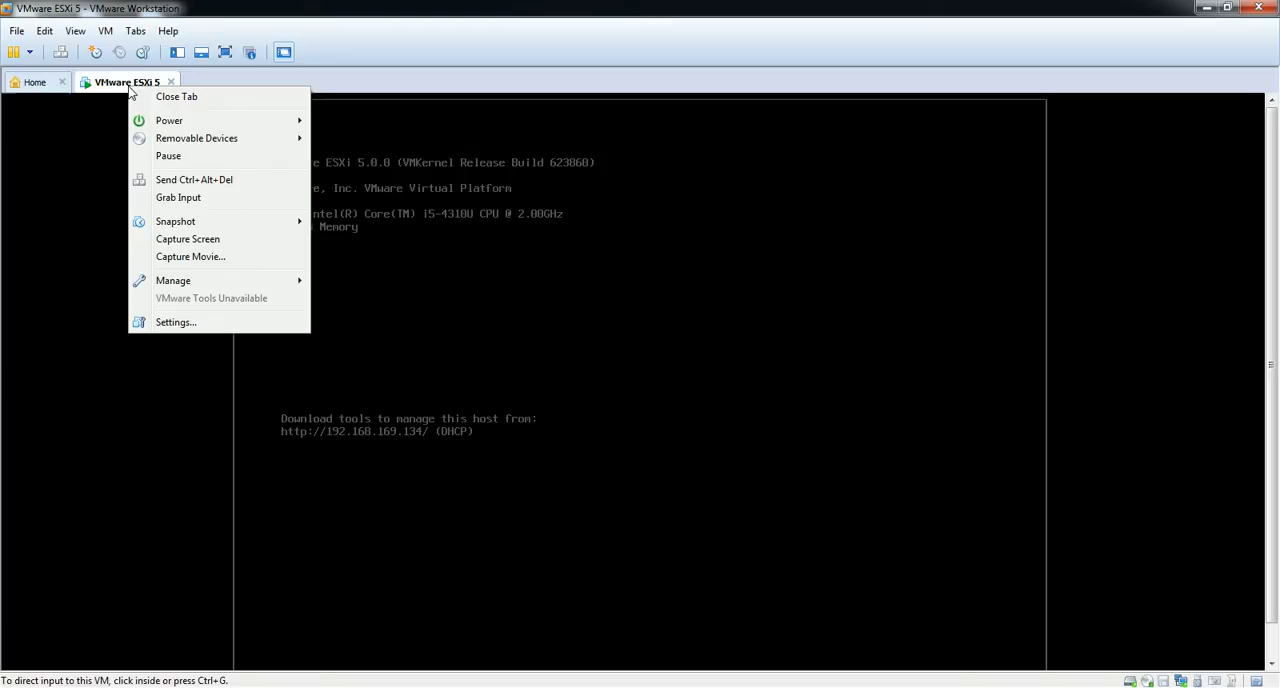 VMware ESXi 5 - VMware Workstation
File Edit View VM Tabs Help
Home VMware ESXi 5
Close Tab
Power
Removable Devices
Pause
Send Ctrl+Alt+Del
Grab Input
Snapshot
Capture Screen
Capture Movie...
Manage
VMware Tools Unavailable
Settings...
e ESXi 5.0.0 (VMKernel Release Build 623860)
e, Inc. VMware Virtual Platform
ntel(R) Core(TM) i5-4310U CPU @ 2.00GHz
Memory
Download tools to manage this host from:
http://192.168.169.134/ (DHCP)
To direct input to this VM, click inside or press Ctrl+G.